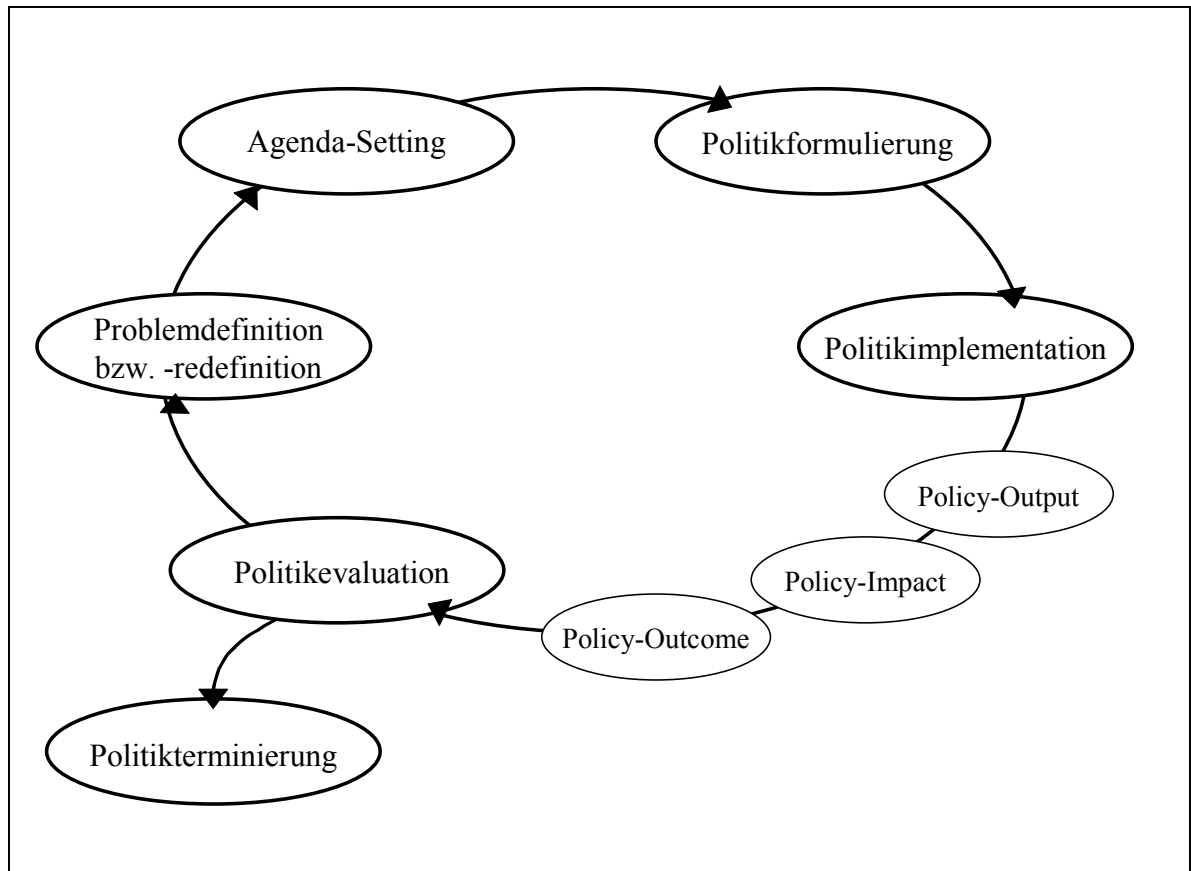 Agenda-Setting
Politikformulierung
Problemdefinition
bzw. -redefinition
Politikimplementation
Policy-Output
Politikevaluation
Policy-Impact
Policy-Outcome
Politikterminierung